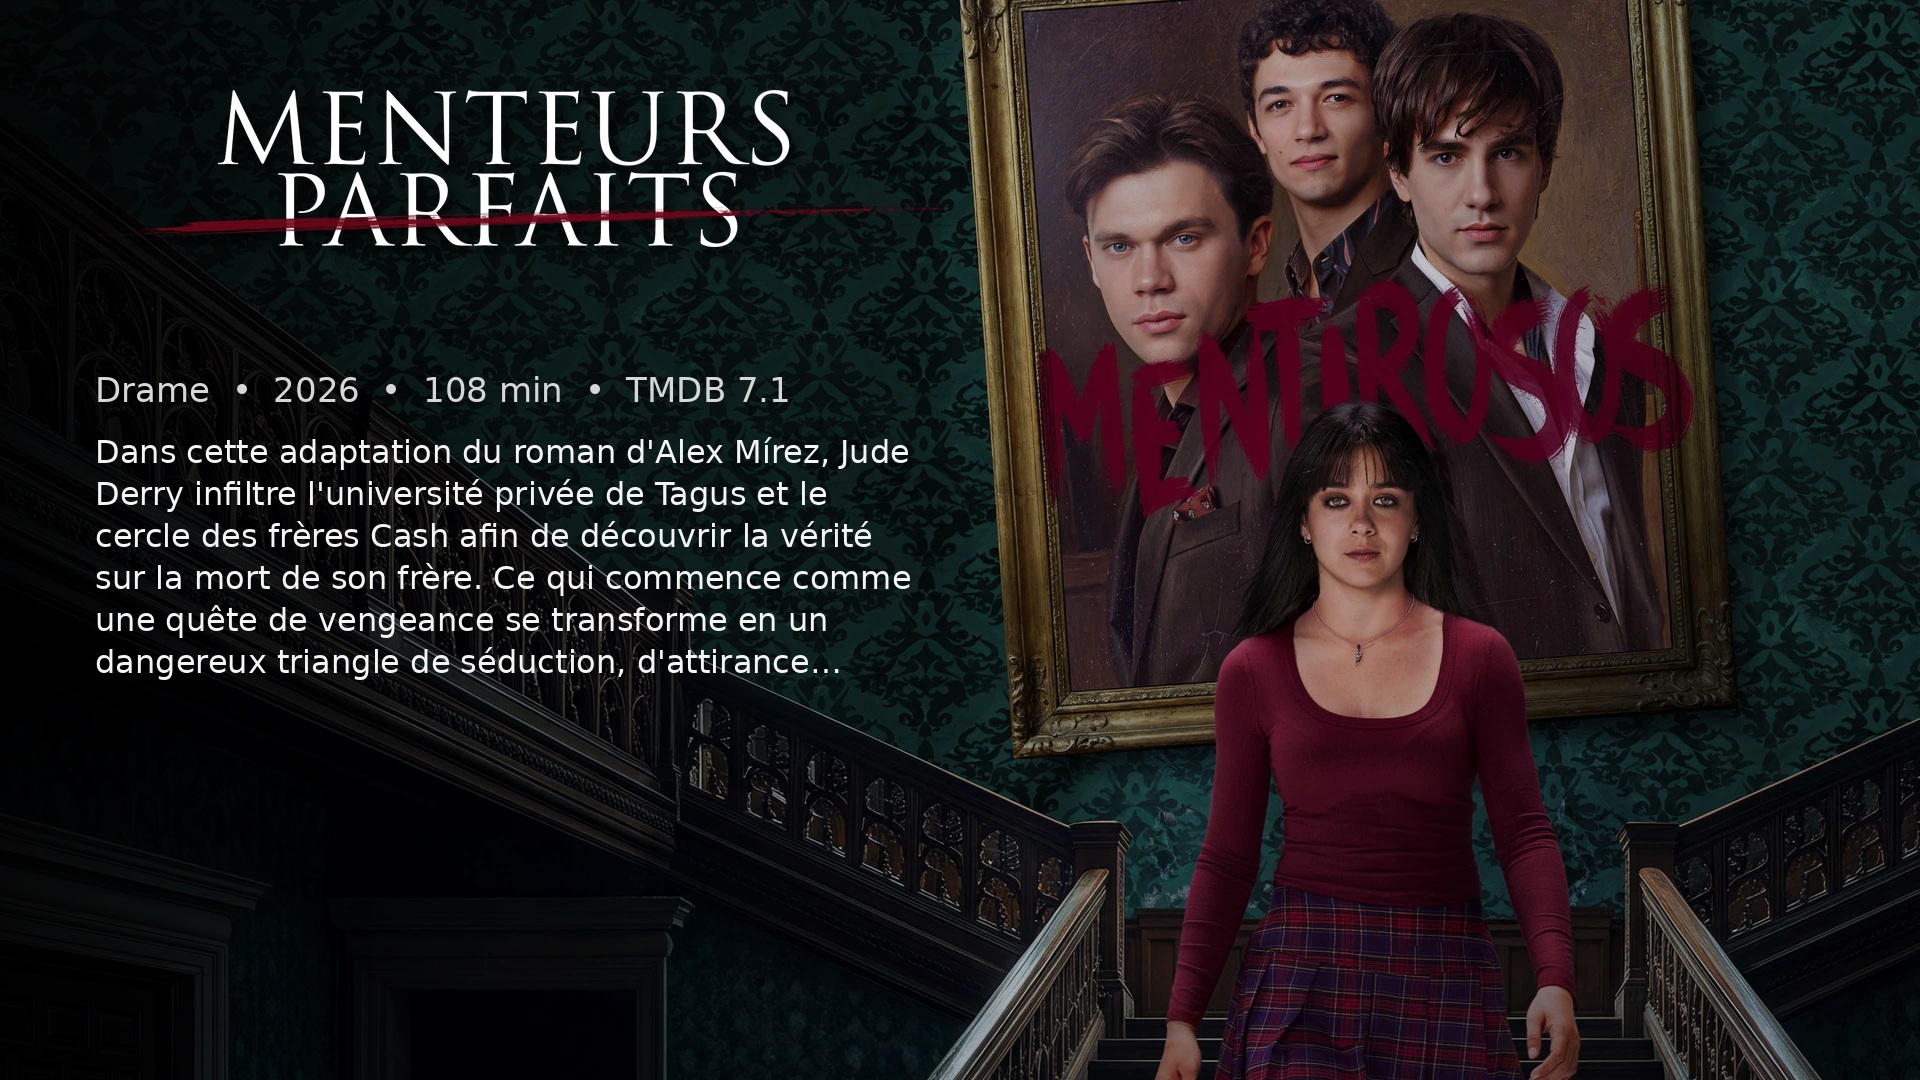 MENTEURS
PARFAITS
Drame • 2026 • 108 min • TMDB 7.1
Dans cette adaptation du roman d'Alex Mírez, Jude
Derry infiltre l'université privée de Tagus et le
cercle des frères Cash afin de découvrir la vérité
sur la mort de son frère. Ce qui commence comme
une quête de vengeance se transforme en un
dangereux triangle de séduction, d'attirance...
MENTIROSOS